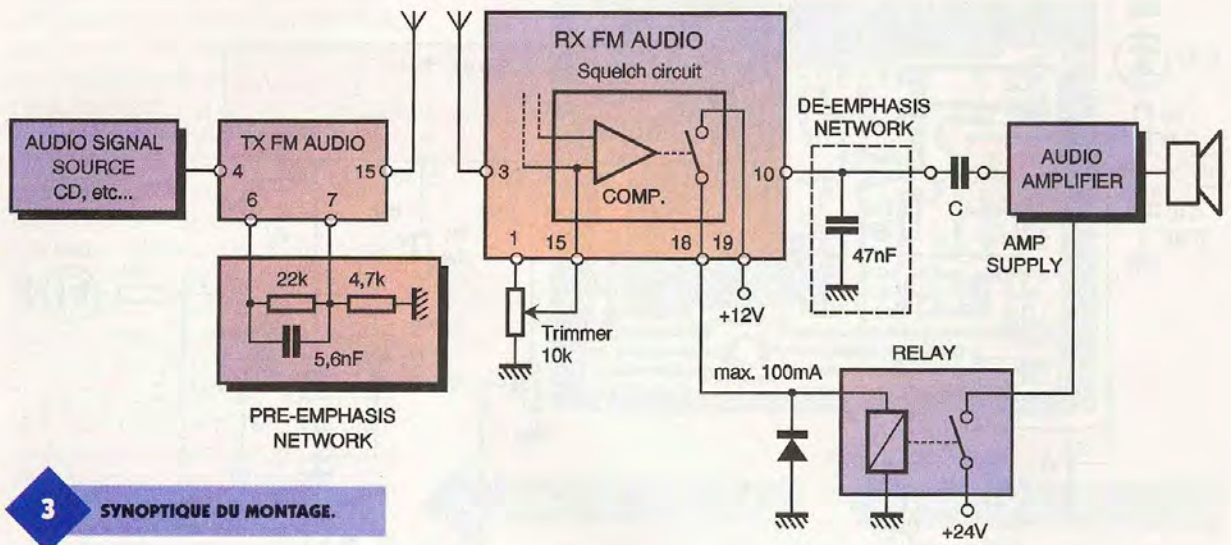 AUDIO SIGNAL
SOURCE
CD, etc...
4
TX FM AUDIO
15
6
7
22k
4,7k
5,6nF
PRE-EMPHASIS
NETWORK
RX FM AUDIO
Squelch circuit
COMP.
3
10
1
15
18
19
Trimmer
10k
+12V
DE-EMPHASIS
NETWORK
47nF
C
AUDIO
AMPLIFIER
AMP
SUPPLY
max. 100mA
RELAY
+24V
3
SYNOPTIQUE DU MONTAGE.